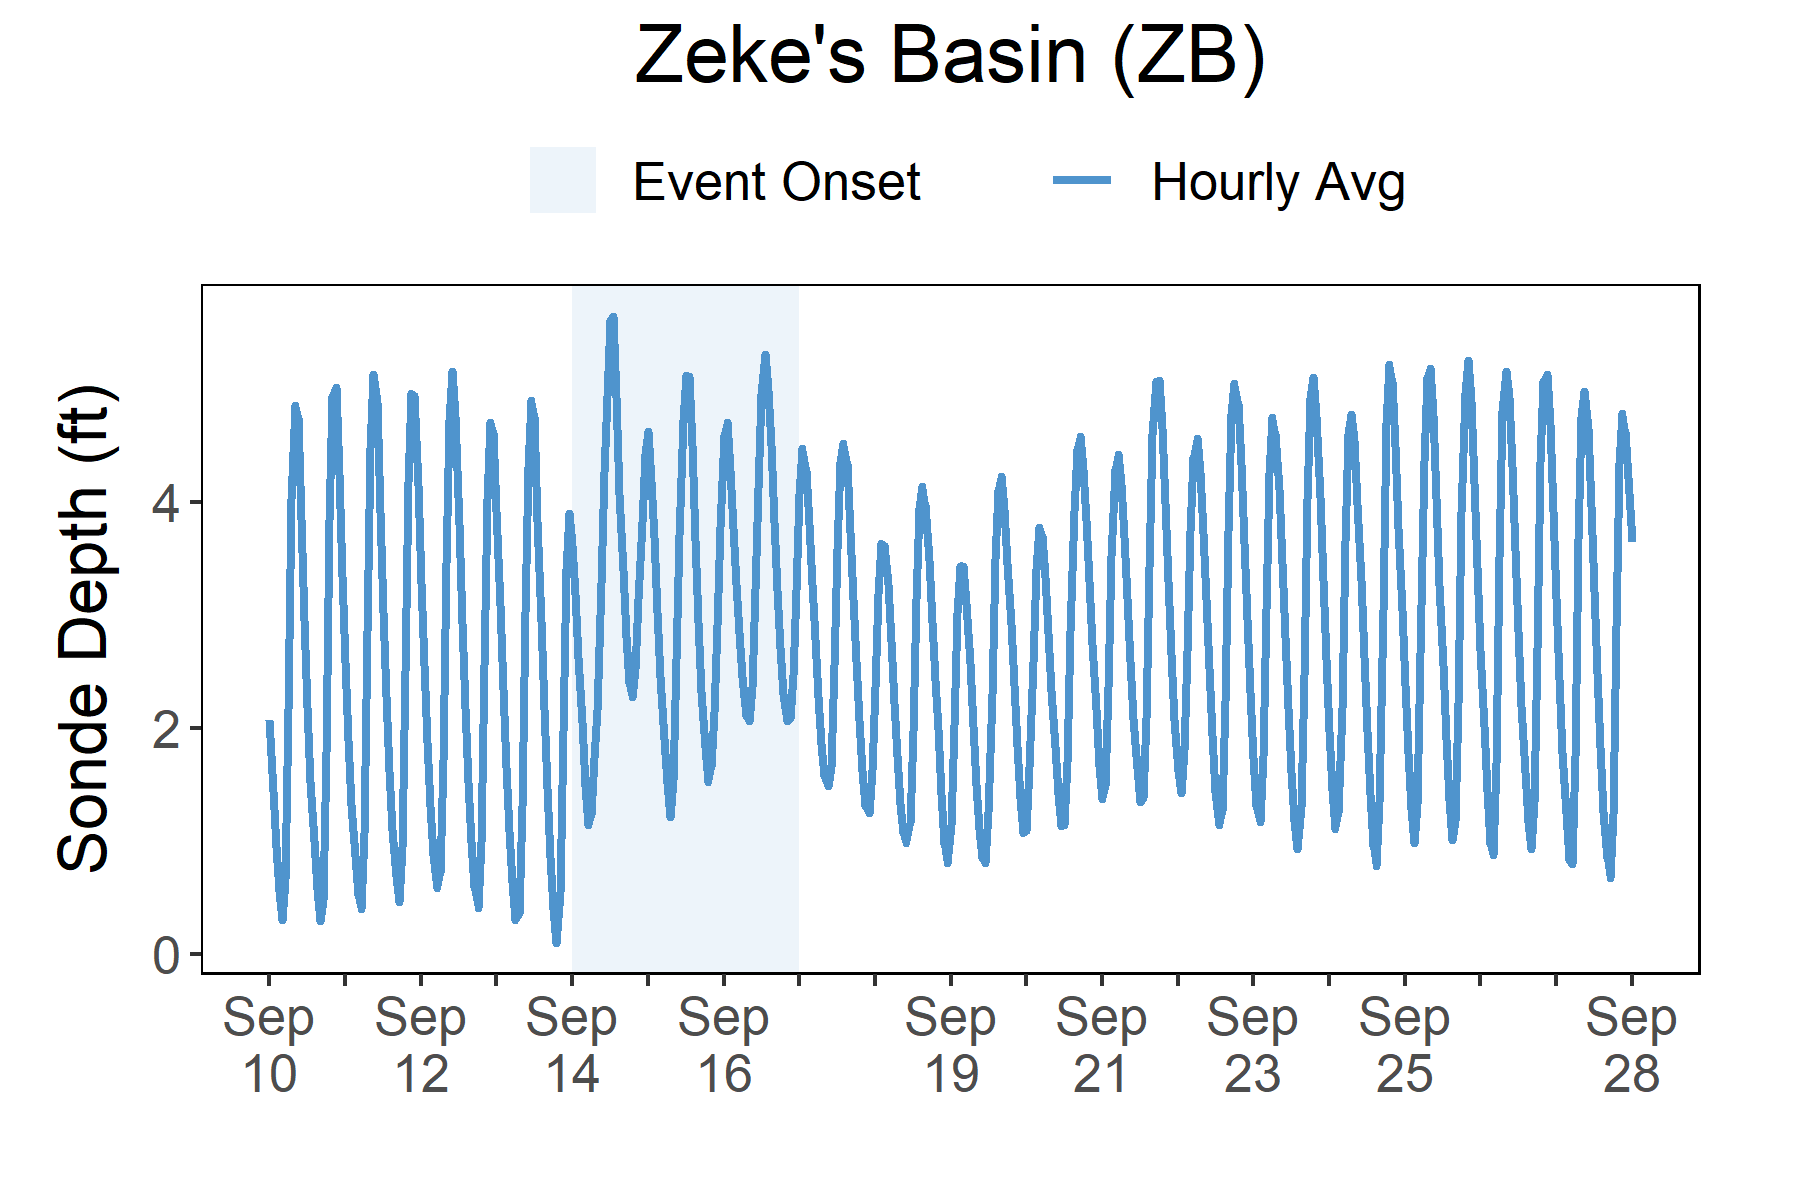 Zeke's Basin (ZB)
Event Onset
Hourly Avg
Sonde Depth (ft)
4
2
0
Sep Sep Sep Sep Sep Sep Sep Sep Sep
10 12 14 16 19 21 23 25 28